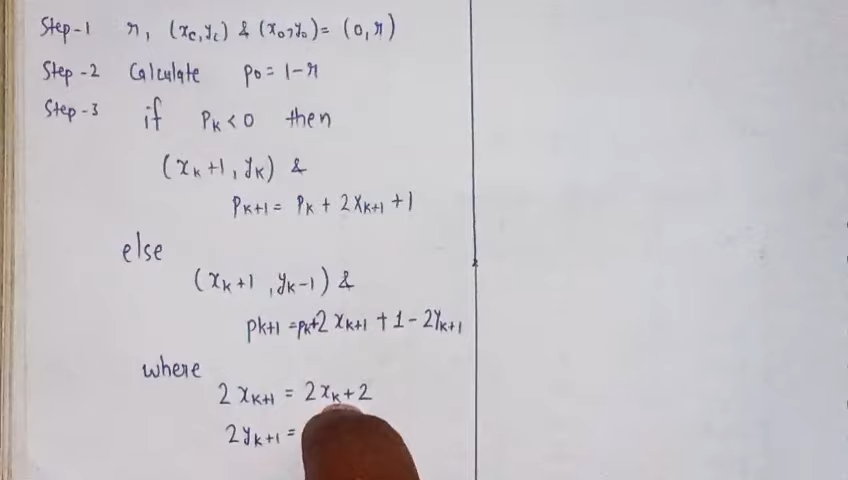 Step-1 r, (xc,yc) & (x0,y0) = (0, r)
Step-2 Calculate p0 = 1-r
Step-3 if PK<0 then
(xK+1, yK) &
PK+1 = PK + 2XK+1 +1
else
(xK+1, yK-1) &
pK+1 = pK+2XK+1 + 1 - 2YK+1
where
2xK+1 = 2xK+2
2yK+1 =